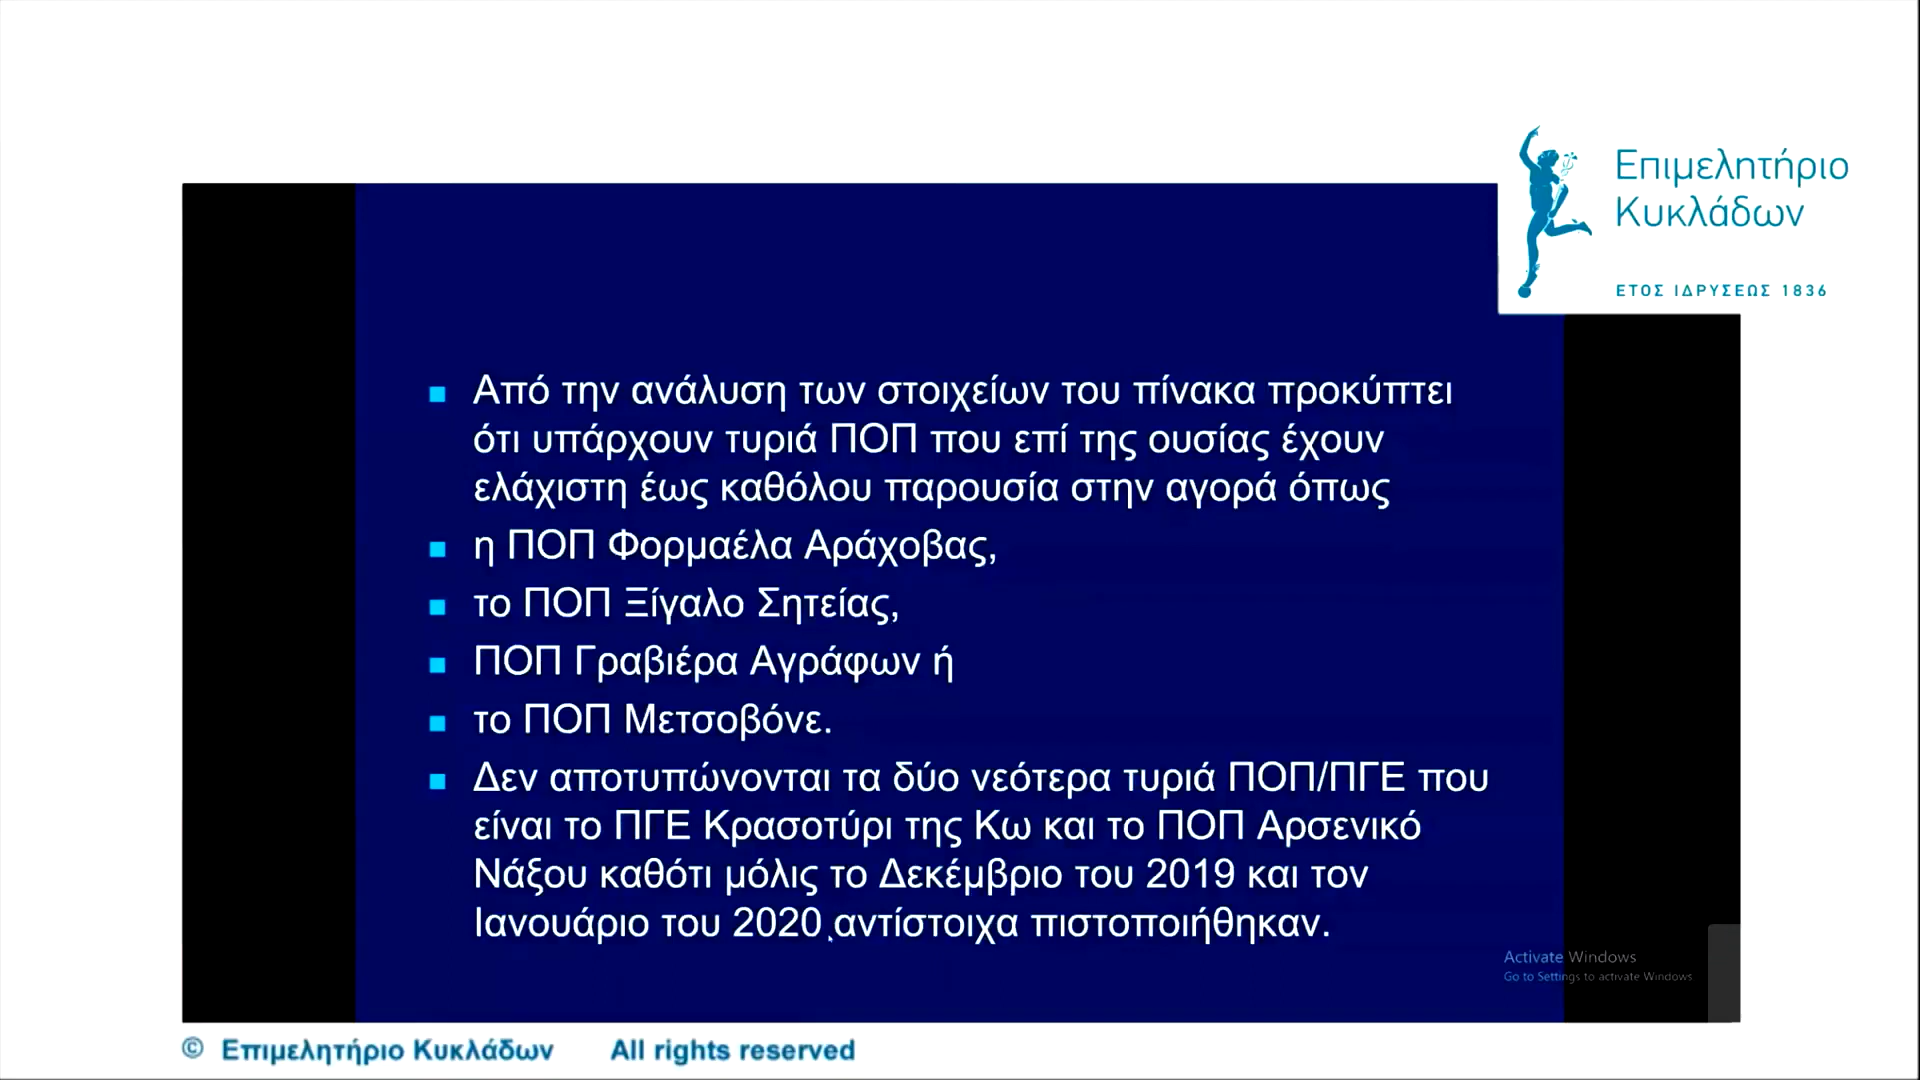 Επιμελητήριο
Κυκλάδων
ΕΤΟΣ ΙΔΡΥΣΕΩΣ 1836
Από την ανάλυση των στοιχείων του πίνακα προκύπτει
ότι υπάρχουν τυριά ΠΟΠ που επί της ουσίας έχουν
ελάχιστη έως καθόλου παρουσία στην αγορά όπως
η ΠΟΠ Φορμαέλα Αράχοβας,
το ΠΟΠ Ξίγαλο Σητείας,
ΠΟΠ Γραβιέρα Αγράφων ή
το ΠΟΠ Μετσοβόνε.
Δεν αποτυπώνονται τα δύο νεότερα τυριά ΠΟΠ/ΠΓΕ που
είναι το ΠΓΕ Κρασοτύρι της Κω και το ΠΟΠ Αρσενικό
Νάξου καθότι μόλις το Δεκέμβριο του 2019 και τον
Ιανουάριο του 2020 αντίστοιχα πιστοποιήθηκαν.
Activate Windows
Go to Settings to activate Windows
© Επιμελητήριο Κυκλάδων All rights reserved